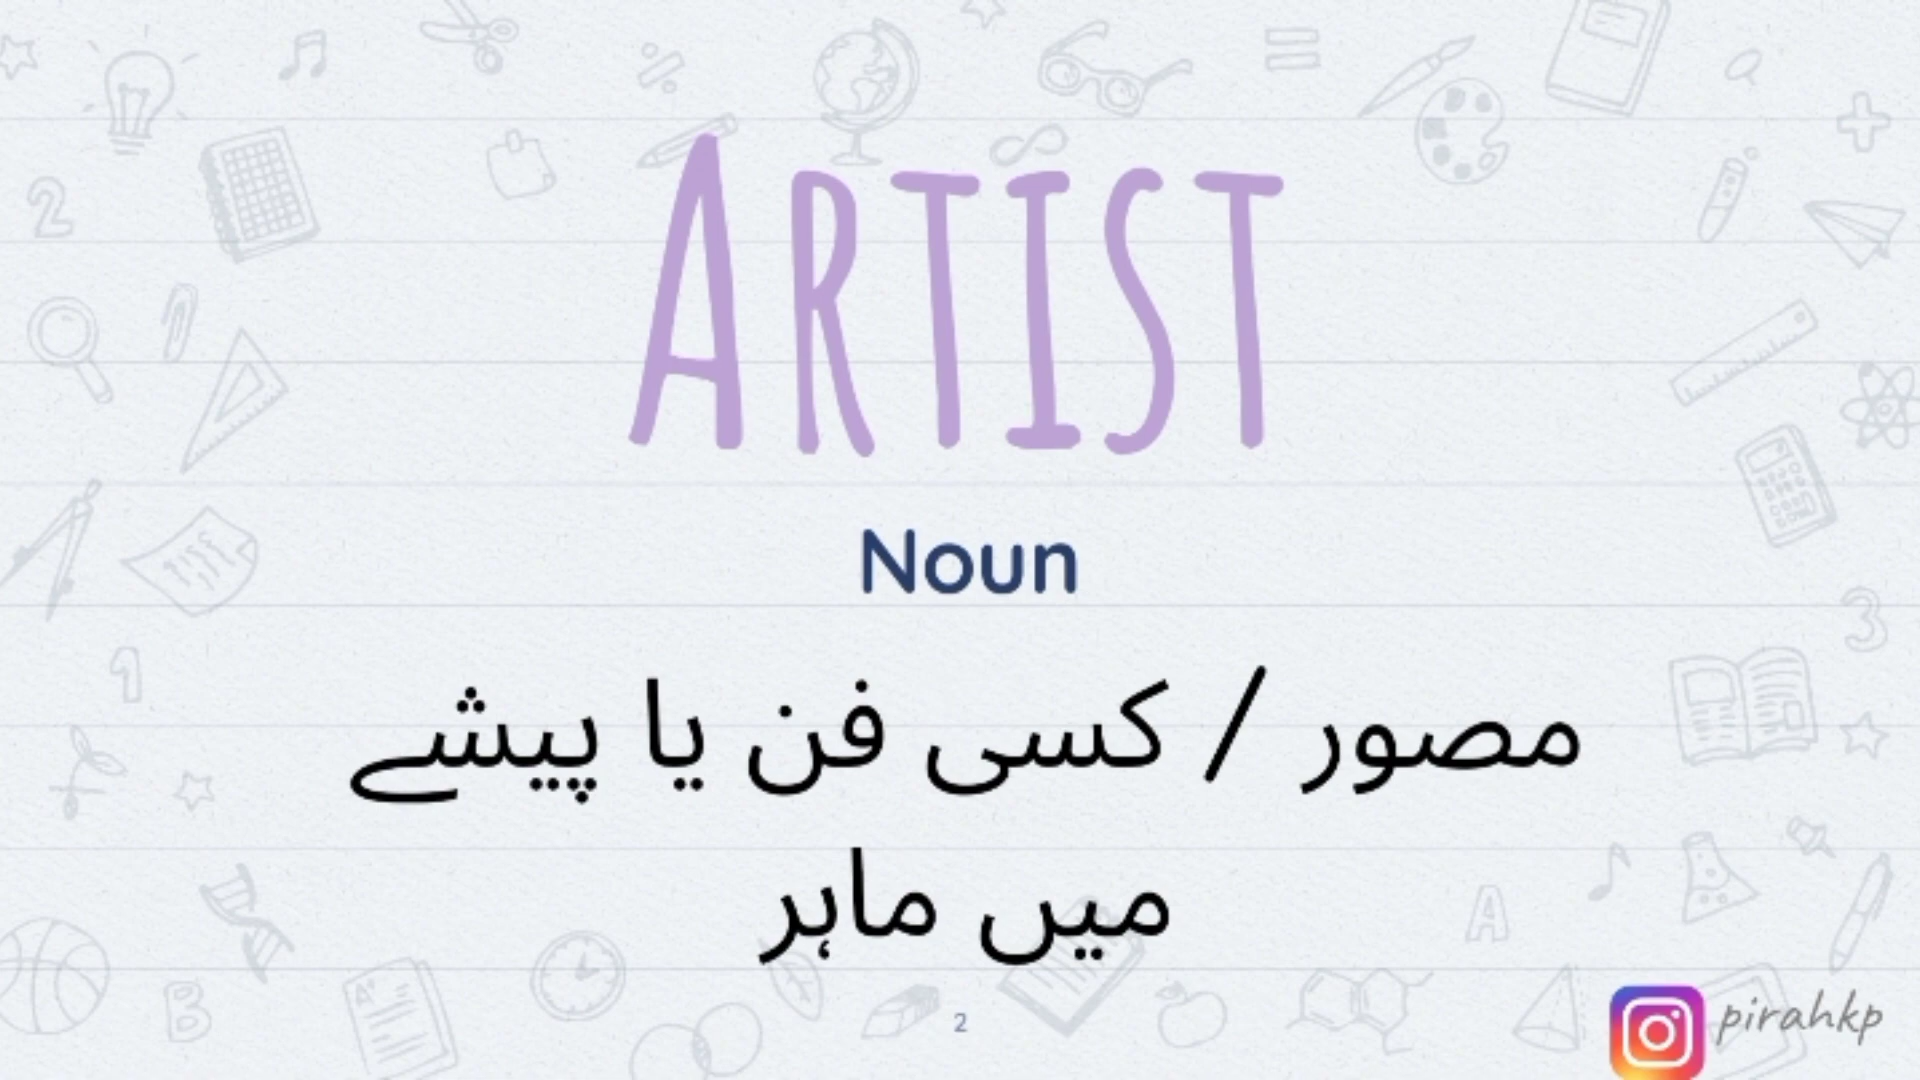 Artist
Noun
مصور / کسی فن یا پیشے
میں ماہر
2
pirahkp